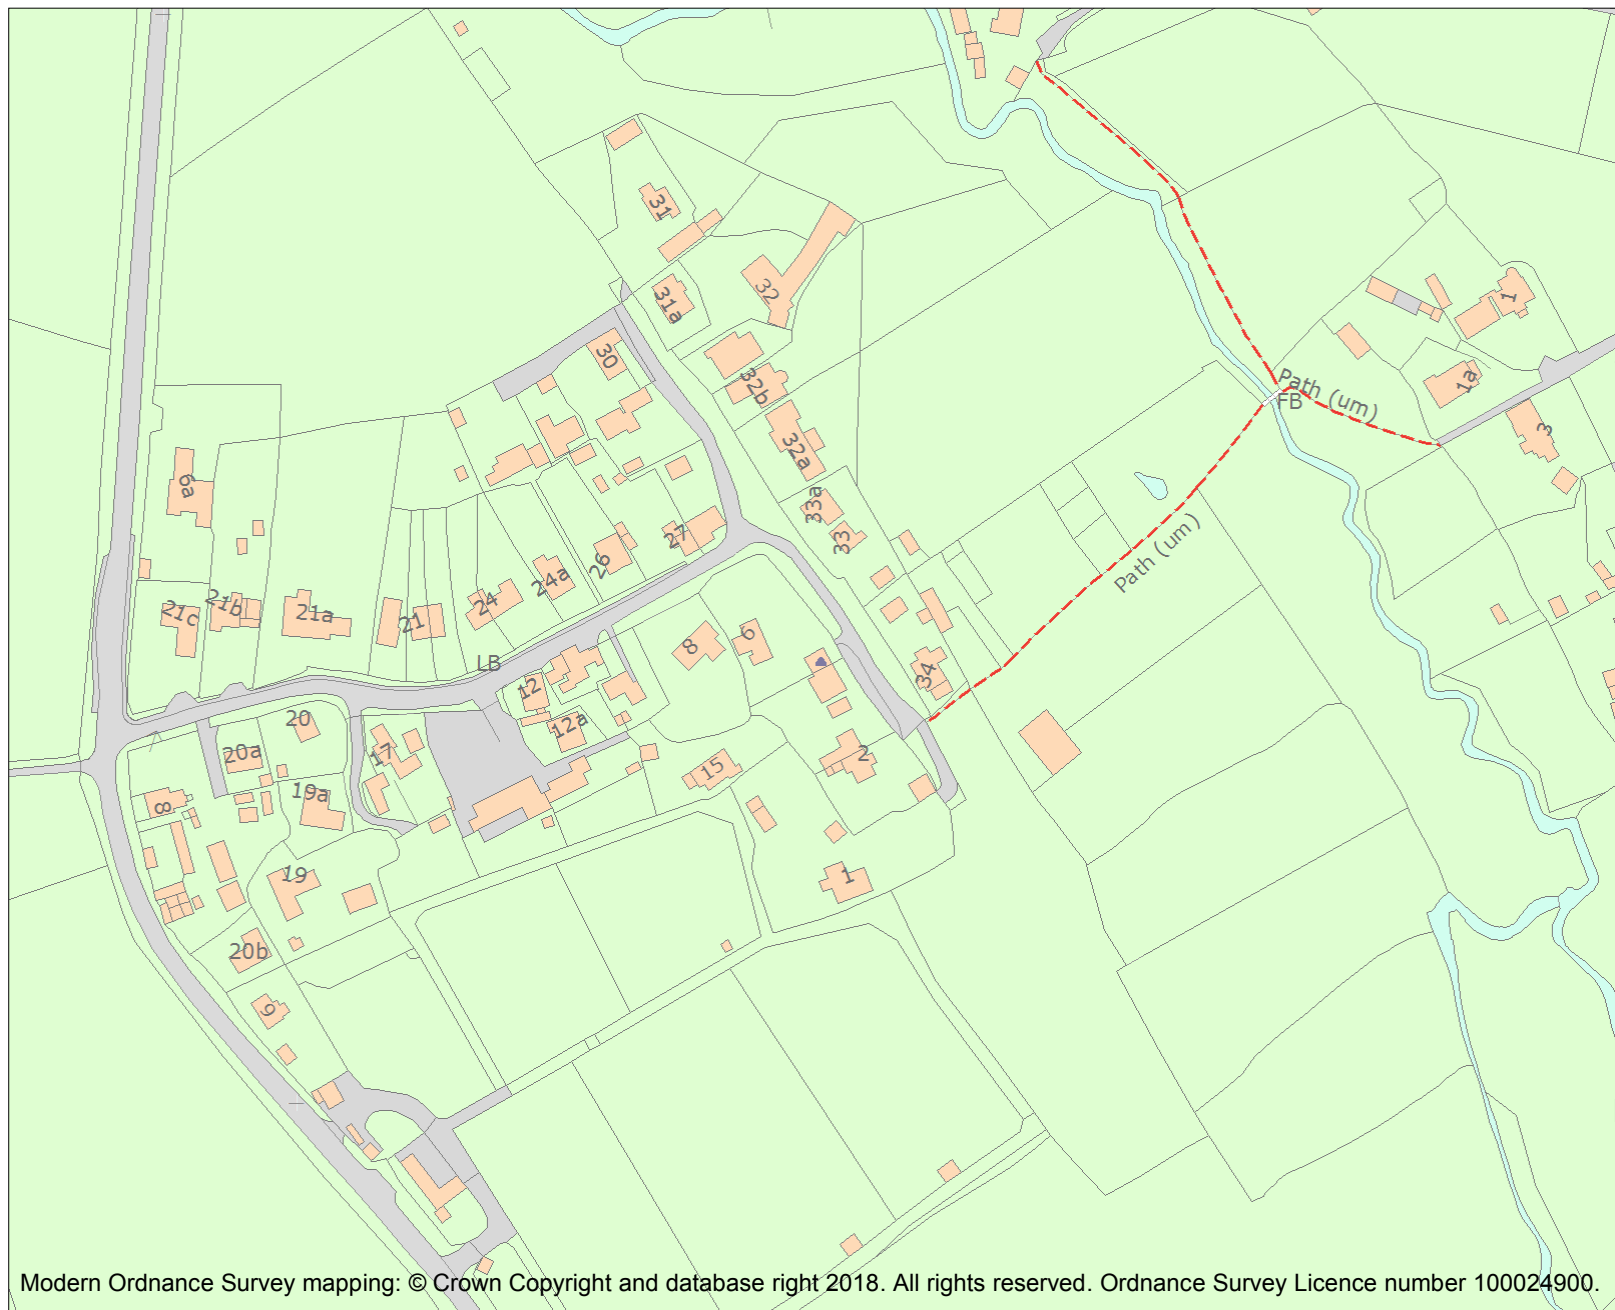 31
31a
32
30
32b
32a
1
1a
3
Path (um)
FB
6a
33a
33
27
26
24a
24
21
21a
21b
21c
Path (um)
8
6
LB
34
12
12a
20
20a
17
15
2
19a
8
19
1
20b
9
Modern Ordnance Survey mapping: © Crown Copyright and database right 2018. All rights reserved. Ordnance Survey Licence number 100024900.